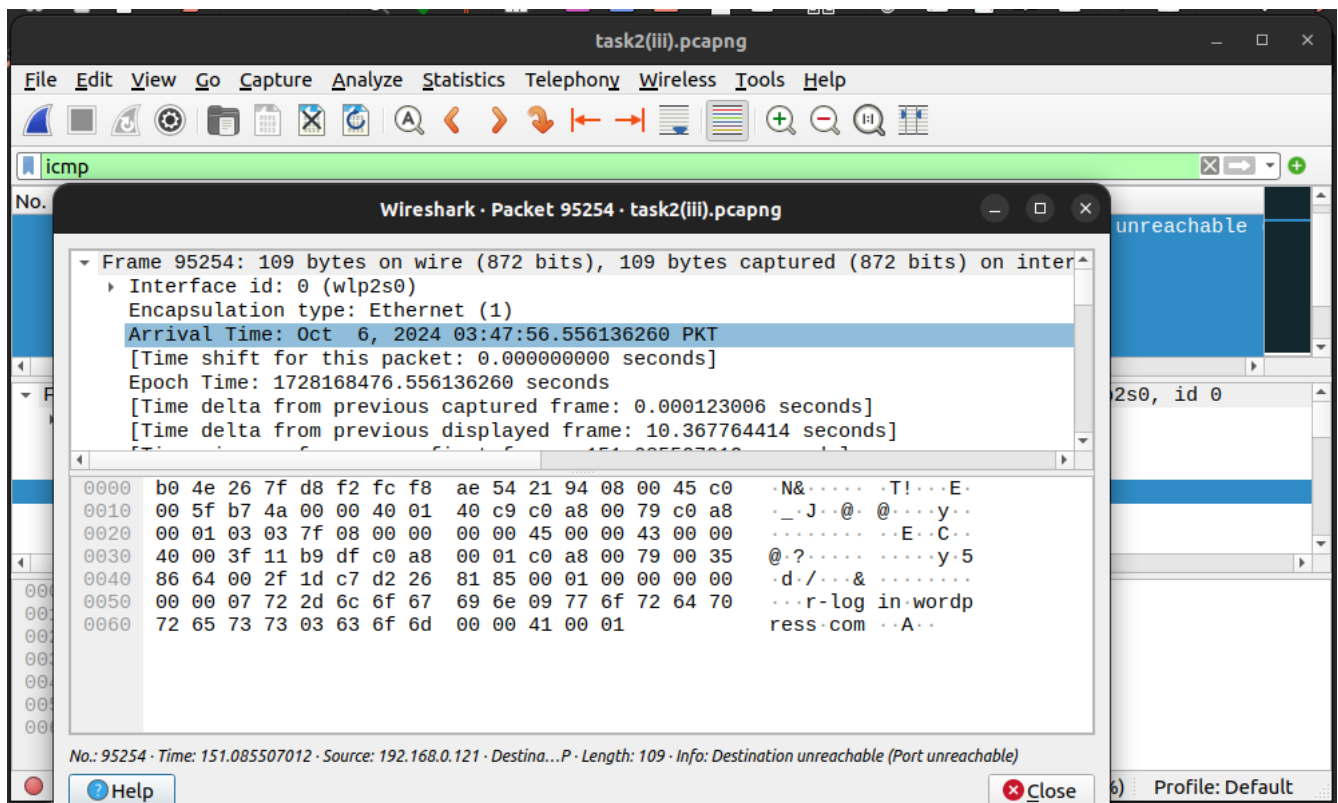 task2(iii).pcapng
File Edit View Go Capture Analyze Statistics Telephony Wireless Tools Help
icmp
No.
Wireshark · Packet 95254 · task2(iii).pcapng
unreachable
Frame 95254: 109 bytes on wire (872 bits), 109 bytes captured (872 bits) on inter
Interface id: 0 (wlp2s0)
Encapsulation type: Ethernet (1)
Arrival Time: Oct  6, 2024 03:47:56.556136260 PKT
[Time shift for this packet: 0.000000000 seconds]
Epoch Time: 1728168476.556136260 seconds
[Time delta from previous captured frame: 0.000123006 seconds]
[Time delta from previous displayed frame: 10.367764414 seconds]
F
p2s0, id 0
0000 b0 4e 26 7f d8 f2 fc f8 ae 54 21 94 08 00 45 c0 ·N&····· ·T!···E·
0010 00 5f b7 4a 00 00 40 01 40 c9 c0 a8 00 79 c0 a8 ·_·J··@· @····y··
0020 00 01 03 03 7f 08 00 00 00 00 45 00 00 43 00 00 ········ ··E··C··
0030 40 00 3f 11 b9 df c0 a8 00 01 c0 a8 00 79 00 35 @·?····· ·····y·5
0040 86 64 00 2f 1d c7 d2 26 81 85 00 01 00 00 00 00 ·d·/···& ········
0050 00 00 07 72 2d 6c 6f 67 69 6e 09 77 6f 72 64 70 ···r-log in·wordp
0060 72 65 73 73 03 63 6f 6d 00 00 41 00 01 ress·com ··A··
No.: 95254 · Time: 151.085507012 · Source: 192.168.0.121 · Destina…P · Length: 109 · Info: Destination unreachable (Port unreachable)
Help
Close
Profile: Default